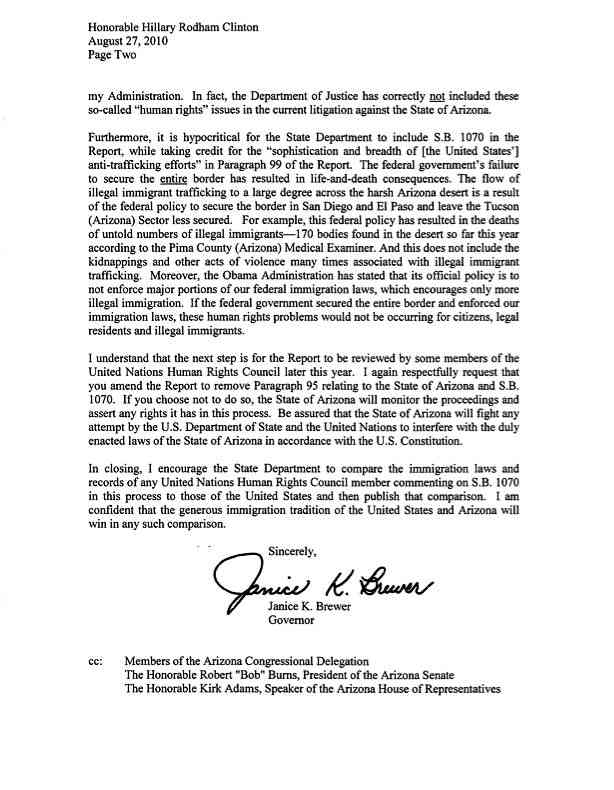 Honorable Hillary Rodham Clinton
August 27, 2010
Page Two
my Administration. In fact, the Department of Justice has correctly not included these
so-called “human rights” issues in the current litigation against the State of Arizona.
Furthermore, it is hypocritical for the State Department to include S.B. 1070 in the
Report, while taking credit for the “sophistication and breadth of [the United States’]
anti-trafficking efforts” in Paragraph 99 of the Report. The federal government’s failure
to secure the entire border has resulted in life-and-death consequences. The flow of
illegal immigrant trafficking to a large degree across the harsh Arizona desert is a result
of the federal policy to secure the border in San Diego and El Paso and leave the Tucson
(Arizona) Sector less secured. For example, this federal policy has resulted in the deaths
of untold numbers of illegal immigrants—170 bodies found in the desert so far this year
according to the Pima County (Arizona) Medical Examiner. And this does not include the
kidnappings and other acts of violence many times associated with illegal immigrant
trafficking. Moreover, the Obama Administration has stated that its official policy is to
not enforce major portions of our federal immigration laws, which encourages only more
illegal immigration. If the federal government secured the entire border and enforced our
immigration laws, these human rights problems would not be occurring for citizens, legal
residents and illegal immigrants.
I understand that the next step is for the Report to be reviewed by some members of the
United Nations Human Rights Council later this year. I again respectfully request that
you amend the Report to remove Paragraph 95 relating to the State of Arizona and S.B.
1070. If you choose not to do so, the State of Arizona will monitor the proceedings and
assert any rights it has in this process. Be assured that the State of Arizona will fight any
attempt by the U.S. Department of State and the United Nations to interfere with the duly
enacted laws of the State of Arizona in accordance with the U.S. Constitution.
In closing, I encourage the State Department to compare the immigration laws and
records of any United Nations Human Rights Council member commenting on S.B. 1070
in this process to those of the United States and then publish that comparison. I am
confident that the generous immigration tradition of the United States and Arizona will
win in any such comparison.
Sincerely,
Janice K. Brewer
Janice K. Brewer
Governor
cc: Members of the Arizona Congressional Delegation
The Honorable Robert "Bob" Burns, President of the Arizona Senate
The Honorable Kirk Adams, Speaker of the Arizona House of Representatives